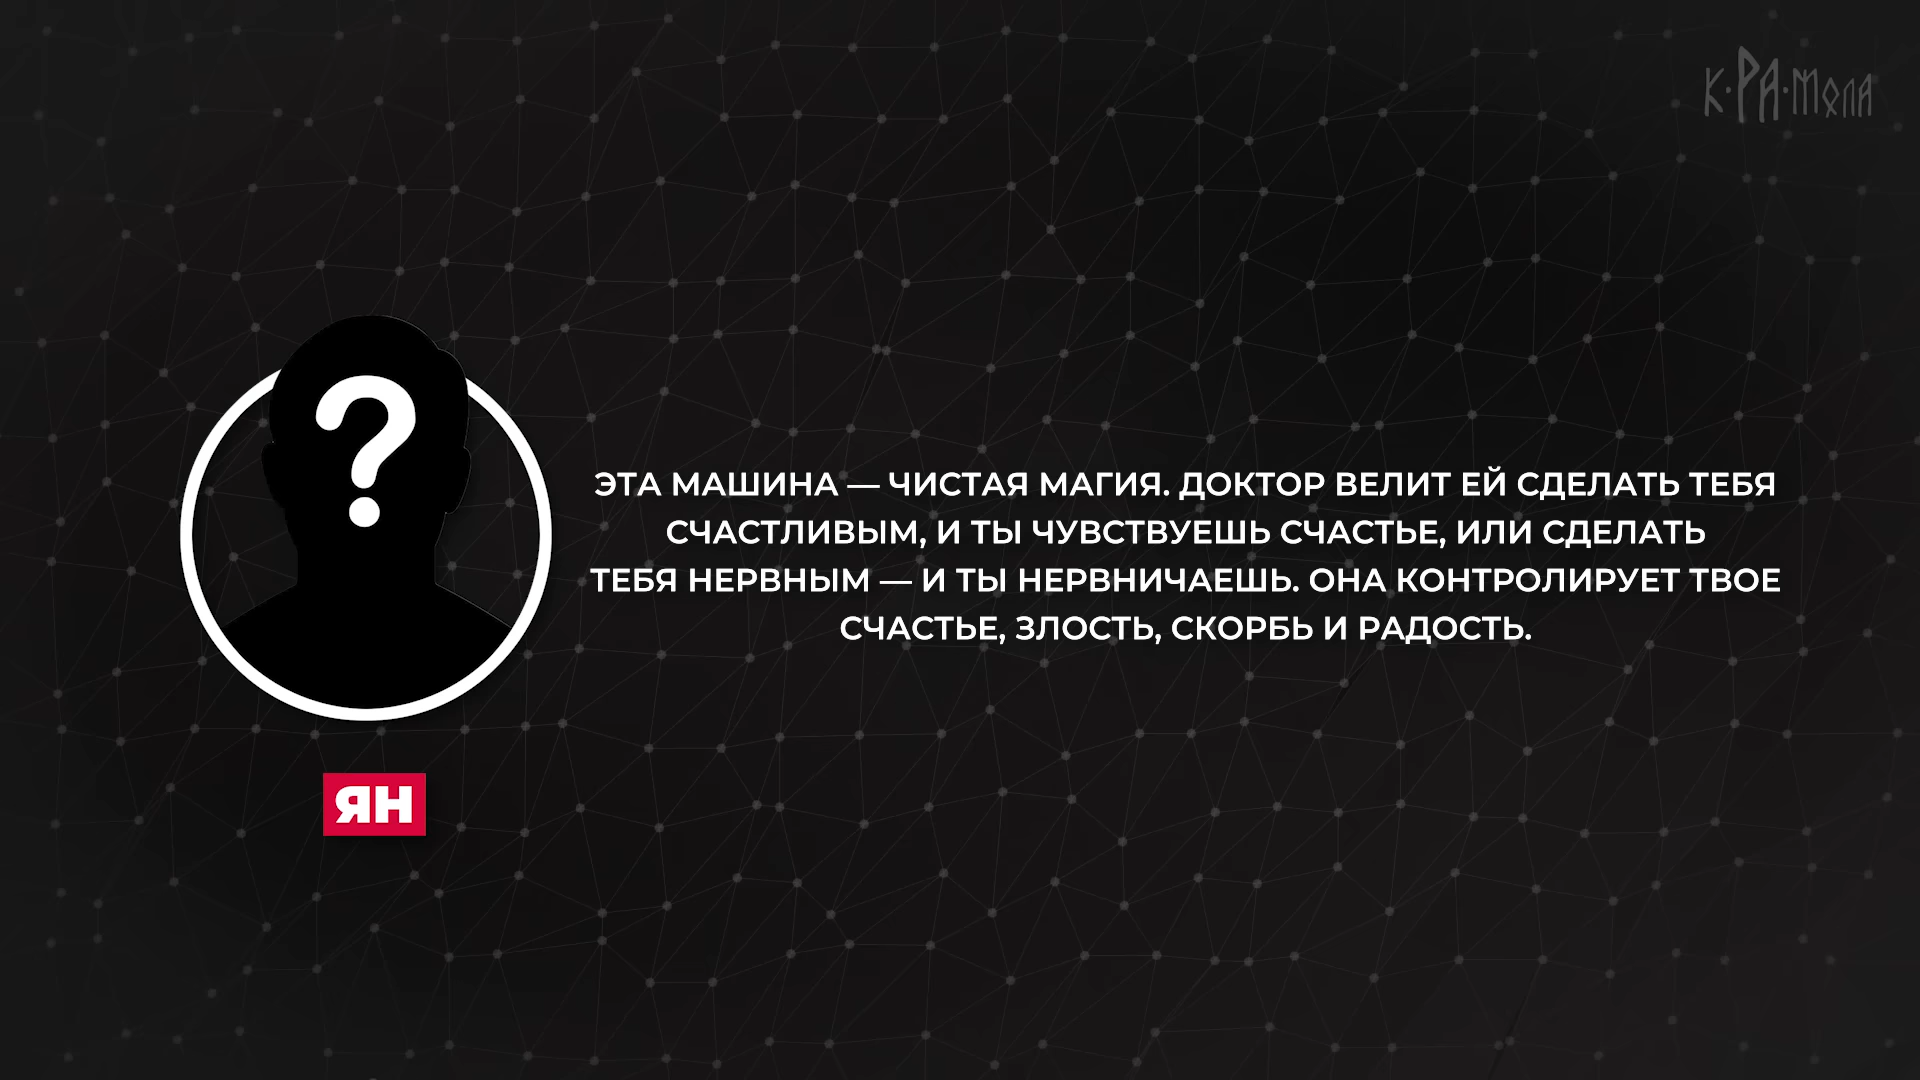 К·РА·Мола
ЭТА МАШИНА — ЧИСТАЯ МАГИЯ. ДОКТОР ВЕЛИТ ЕЙ СДЕЛАТЬ ТЕБЯ
СЧАСТЛИВЫМ, И ТЫ ЧУВСТВУЕШЬ СЧАСТЬЕ, ИЛИ СДЕЛАТЬ
ТЕБЯ НЕРВНЫМ — И ТЫ НЕРВНИЧАЕШЬ. ОНА КОНТРОЛИРУЕТ ТВОЕ
СЧАСТЬЕ, ЗЛОСТЬ, СКОРБЬ И РАДОСТЬ.
?
ЯН